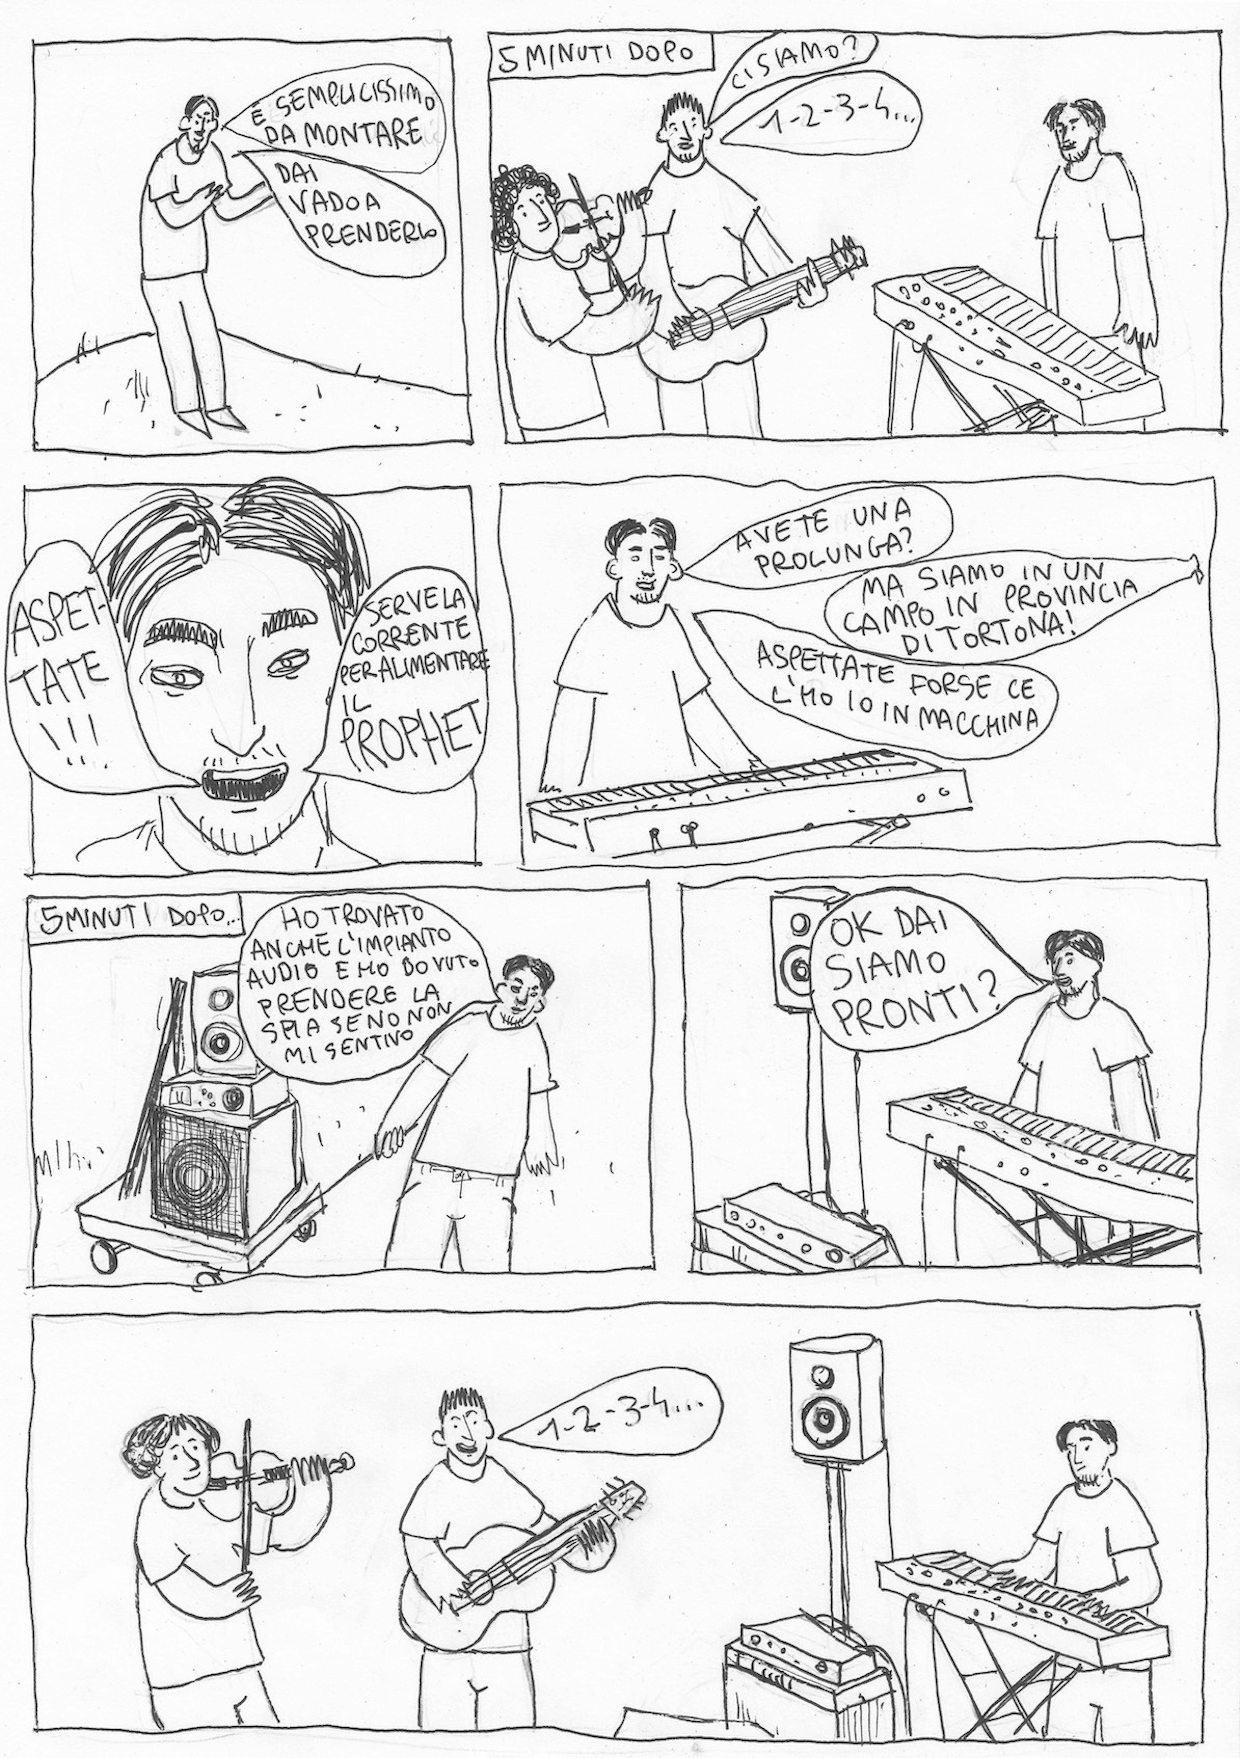 È SEMPLICISSIMO
DA MONTARE
DAI
VADO A
PRENDERLO
5 MINUTI DOPO
CI SIAMO?
1-2-3-4...
ASPET-
TATE
!!!
SERVE LA
CORRENTE
PER ALIMENTARE
IL
PROPHET
AVETE UNA
PROLUNGA?
MA SIAMO IN UN
CAMPO IN PROVINCIA
DI TORTONA!
ASPETTATE FORSE CE
L'HO IO IN MACCHINA
5 MINUTI DOPO...
HO TROVATO
ANCHE L'IMPIANTO
AUDIO E HO DOVUTO
PRENDERE LA
SPIA SENO NON
MI SENTIVO
OK DAI
SIAMO
PRONTI?
1-2-3-4...